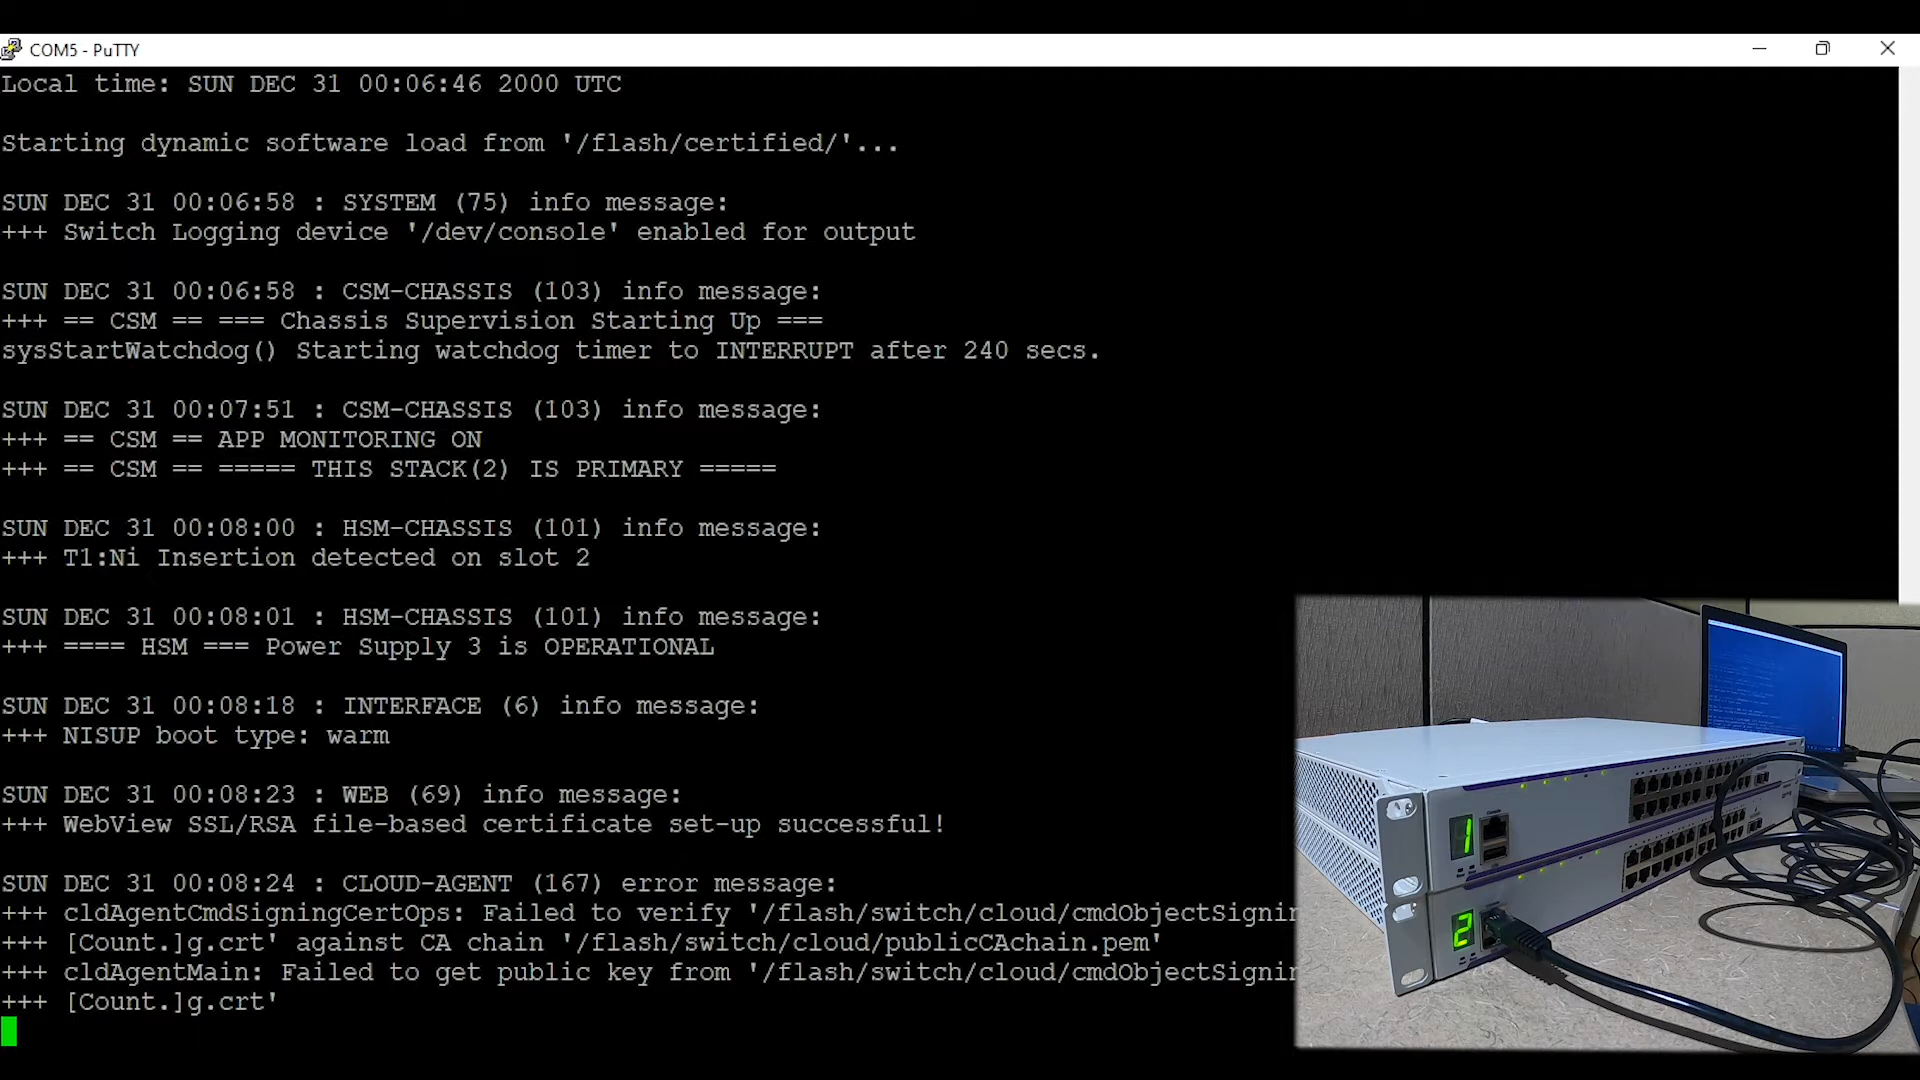 COM5 - PuTTY
Local time: SUN DEC 31 00:06:46 2000 UTC
Starting dynamic software load from '/flash/certified/'...
SUN DEC 31 00:06:58 : SYSTEM (75) info message:
+++ Switch Logging device '/dev/console' enabled for output
SUN DEC 31 00:06:58 : CSM-CHASSIS (103) info message:
+++ == CSM == === Chassis Supervision Starting Up ===
sysStartWatchdog() Starting watchdog timer to INTERRUPT after 240 secs.
SUN DEC 31 00:07:51 : CSM-CHASSIS (103) info message:
+++ == CSM == APP MONITORING ON
+++ == CSM == ===== THIS STACK(2) IS PRIMARY =====
SUN DEC 31 00:08:00 : HSM-CHASSIS (101) info message:
+++ T1:Ni Insertion detected on slot 2
SUN DEC 31 00:08:01 : HSM-CHASSIS (101) info message:
+++ ==== HSM === Power Supply 3 is OPERATIONAL
SUN DEC 31 00:08:18 : INTERFACE (6) info message:
+++ NISUP boot type: warm
SUN DEC 31 00:08:23 : WEB (69) info message:
+++ WebView SSL/RSA file-based certificate set-up successful!
SUN DEC 31 00:08:24 : CLOUD-AGENT (167) error message:
+++ cldAgentCmdSigningCertOps: Failed to verify '/flash/switch/cloud/cmdObjectSignin
+++ [Count.]g.crt' against CA chain '/flash/switch/cloud/publicCAchain.pem'
+++ cldAgentMain: Failed to get public key from '/flash/switch/cloud/cmdObjectSignin
+++ [Count.]g.crt'
1
2